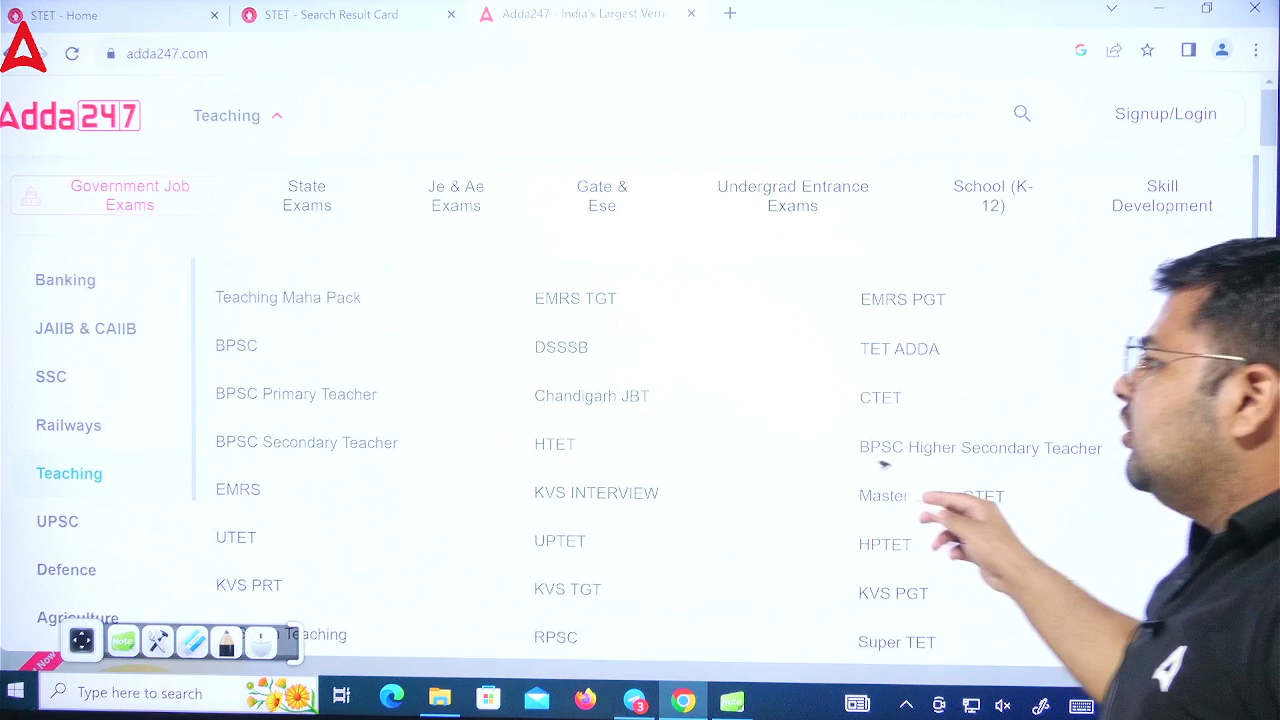 STET - Home
STET - Search Result Card
Adda247 - India's Largest Vern
adda247.com
Adda247
Teaching
Signup/Login
Government Job
Exams
State
Exams
Je & Ae
Exams
Gate &
Ese
Undergrad Entrance
Exams
School (K-
12)
Skill
Development
Banking
JAIIB & CAIIB
SSC
Railways
Teaching
UPSC
Defence
Agriculture
Teaching Maha Pack
EMRS TGT
EMRS PGT
BPSC
DSSSB
TET ADDA
BPSC Primary Teacher
Chandigarh JBT
CTET
BPSC Secondary Teacher
HTET
BPSC Higher Secondary Teacher
EMRS
KVS INTERVIEW
Master
UTET
UPTET
HPTET
KVS PRT
KVS TGT
KVS PGT
Teaching
RPSC
Super TET
Note
Now
Type here to search
3
Note